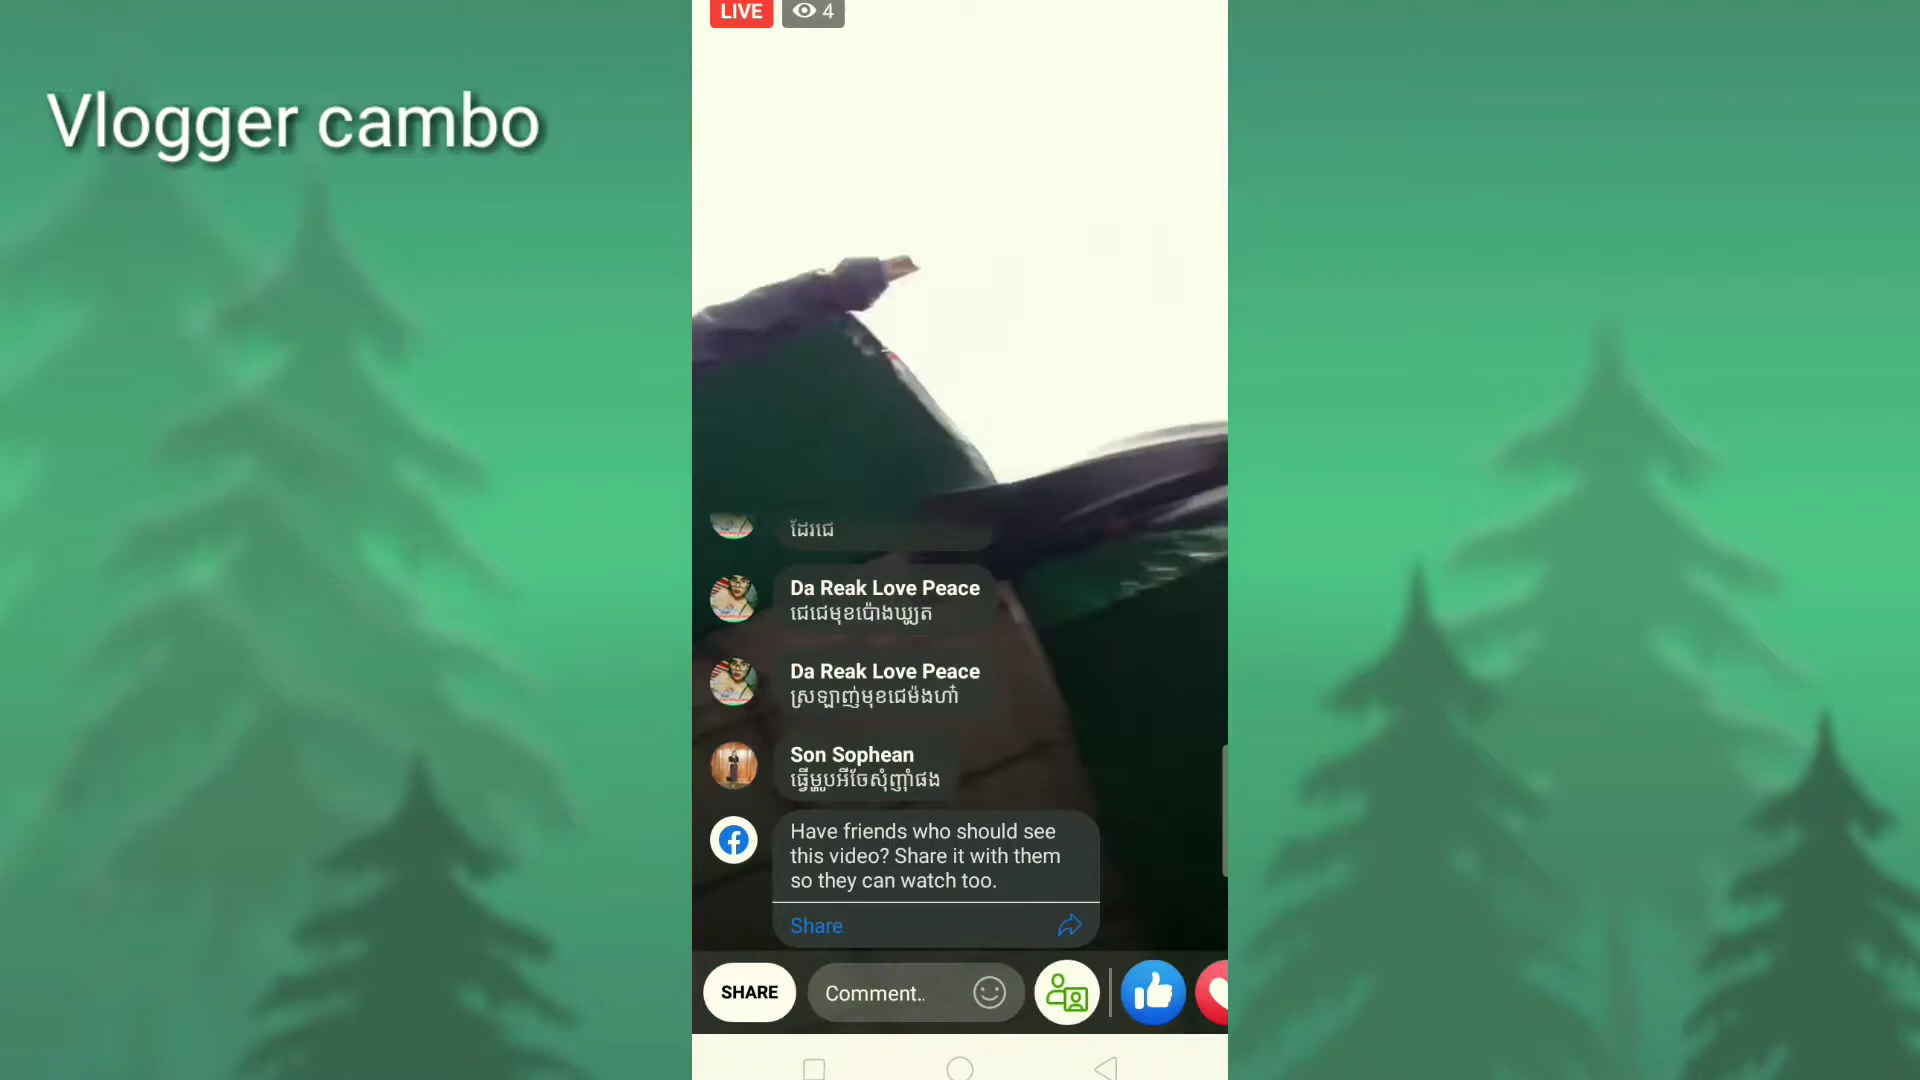 LIVE
4
Vlogger cambo
ដែរជេ
Da Reak Love Peace
ជេជេមុខប៉ោងឃ្យូត
Da Reak Love Peace
ស្រឡាញ់មុខជេម៉ងហ៎ា
Son Sophean
ធ្វើម្ហូបអីចែសុំញ៉ាំផង
Have friends who should see
this video? Share it with them
so they can watch too.
Share
SHARE
Comment..